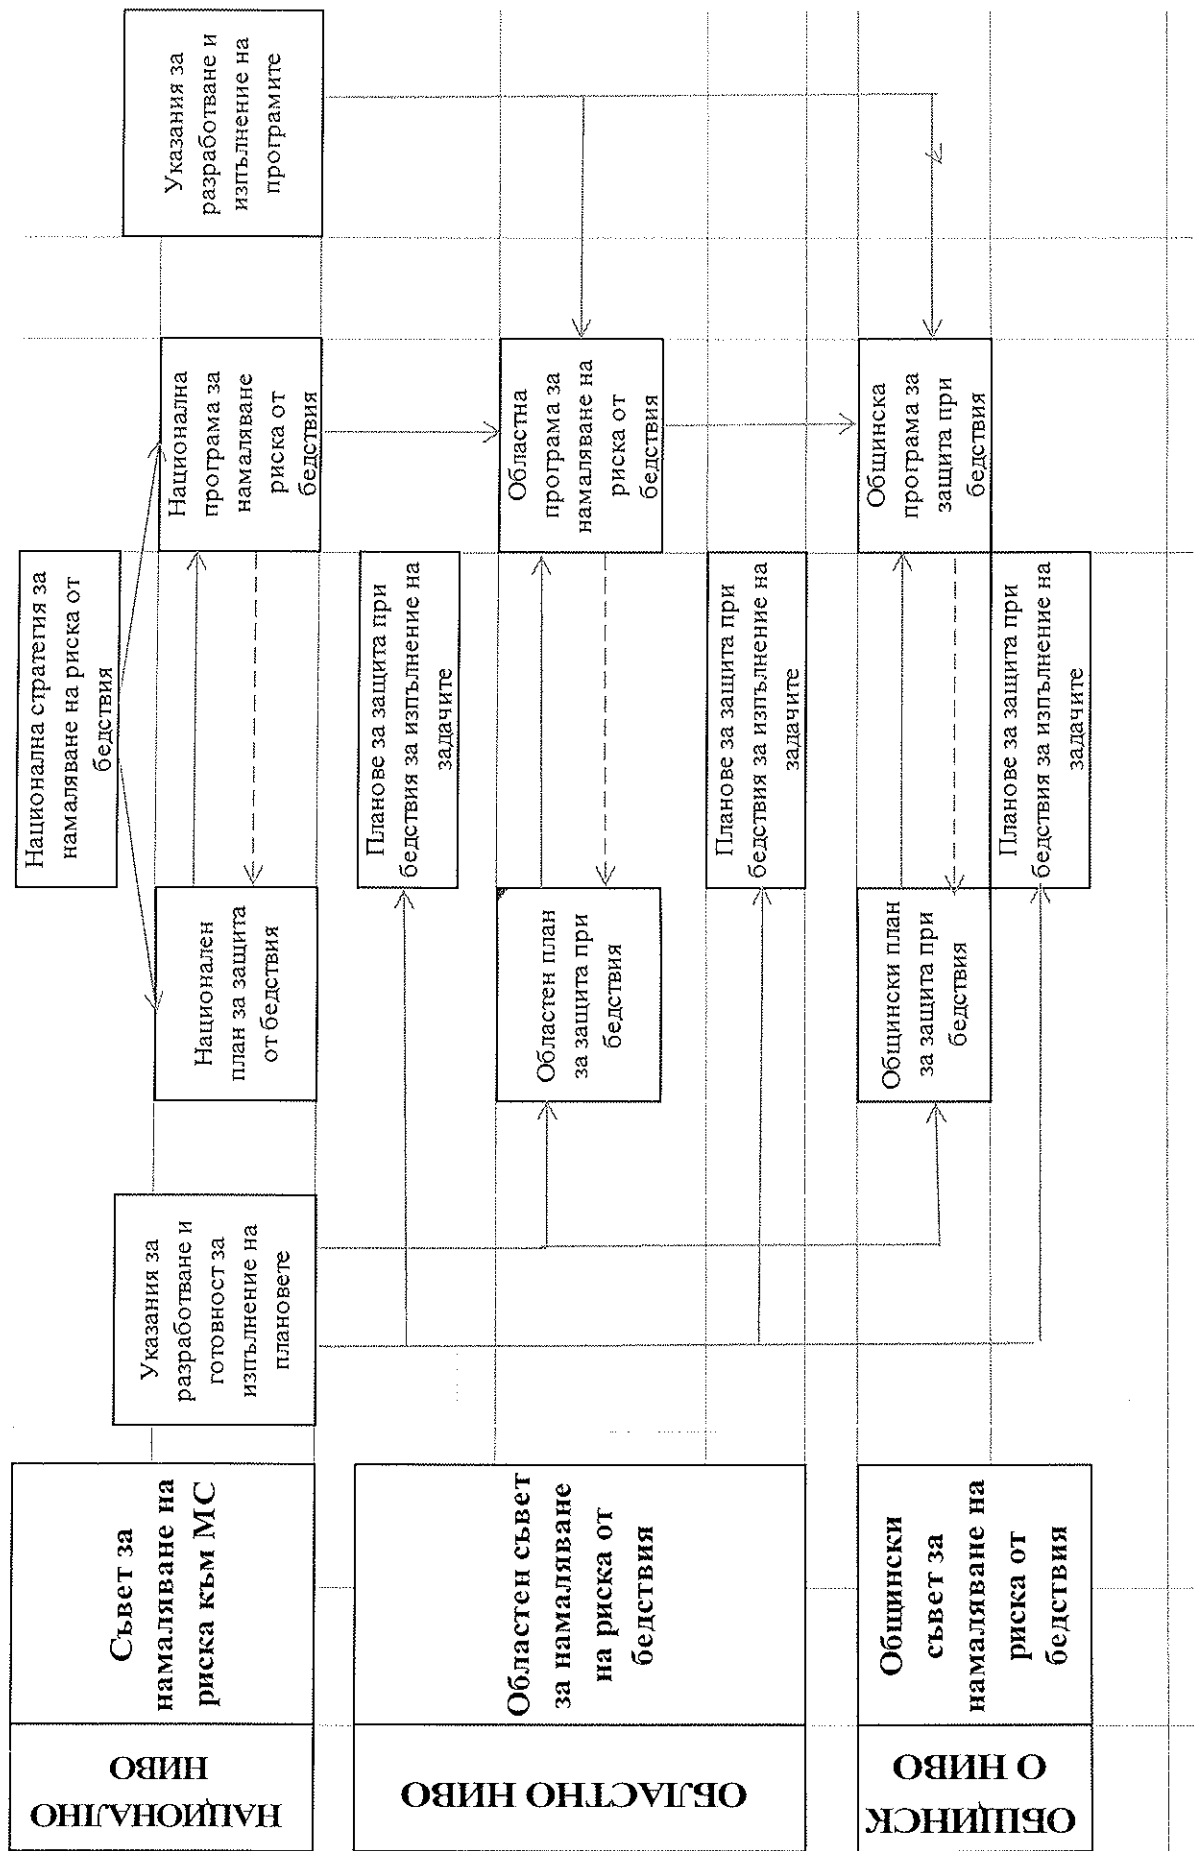 НАЦИОНАЛНО
НИВО
Съвет за
намаляване на
риска към МС
Указания за
разработване и
готовност за
изпълнение на
плановете
Национална стратегия за
намаляване на риска от
бедствия
Национален
план за защита
от бедствия
Национална
програма за
намаляване
риска от
бедствия
Указания за
разработване и
изпълнение на
програмите
ОБЛАСТНО НИВО
Областен съвет
за намаляване
на риска от
бедствия
Планове за защита при
бедствия за изпълнение на
задачите
Областен план
за защита при
бедствия
Областна
програма за
намаляване на
риска от
бедствия
Планове за защита при
бедствия за изпълнение на
задачите
ОБЩИНСК
О НИВО
Общински
съвет за
намаляване на
риска от
бедствия
Общински план
за защита при
бедствия
Общинска
програма за
защита при
бедствия
Планове за защита при
бедствия за изпълнение на
задачите